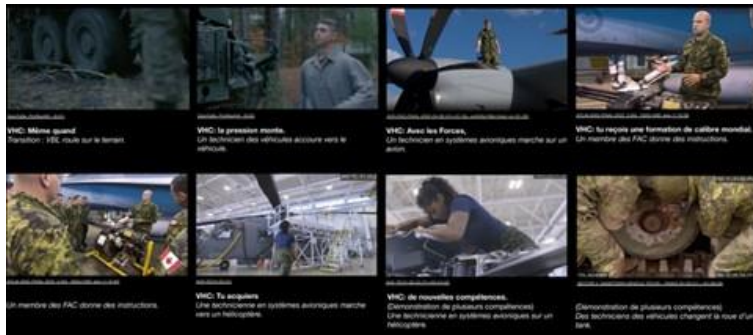 VHC: Même quand
Transition : VBL roule sur le terrain.
VHC: la pression monte.
Un technicien des véhicules accoure vers le
véhicule.
VHC: Avec les Forces,
Un technicien en systèmes avioniques marche sur un
avion.
VHC: tu reçois une formation de calibre mondial.
Un membre des FAC donne des instructions.
Un membre des FAC donne des instructions.
VHC: Tu acquiers
Une technicienne en systèmes avioniques marche
vers un hélicoptère.
VHC: de nouvelles compétences.
(Démonstration de plusieurs compétences)
Une technicienne en systèmes avioniques sur un
hélicoptère.
(Démonstration de plusieurs compétences)
Des techniciens des véhicules changent la roue d'un
tank.